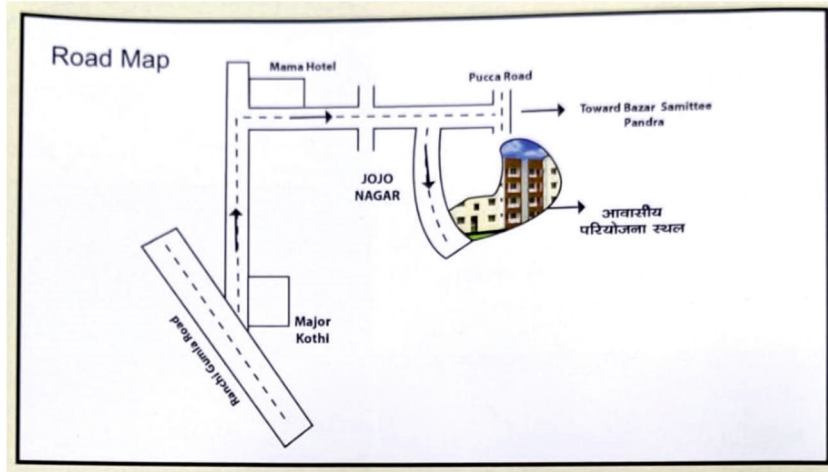 Road Map
Mama Hotel
Pucca Road
Toward Bazar Samittee
Pandra
JOJO
NAGAR
आवासीय
परियोजना स्थल
Major
Kothi
Ranchi Gumla Road